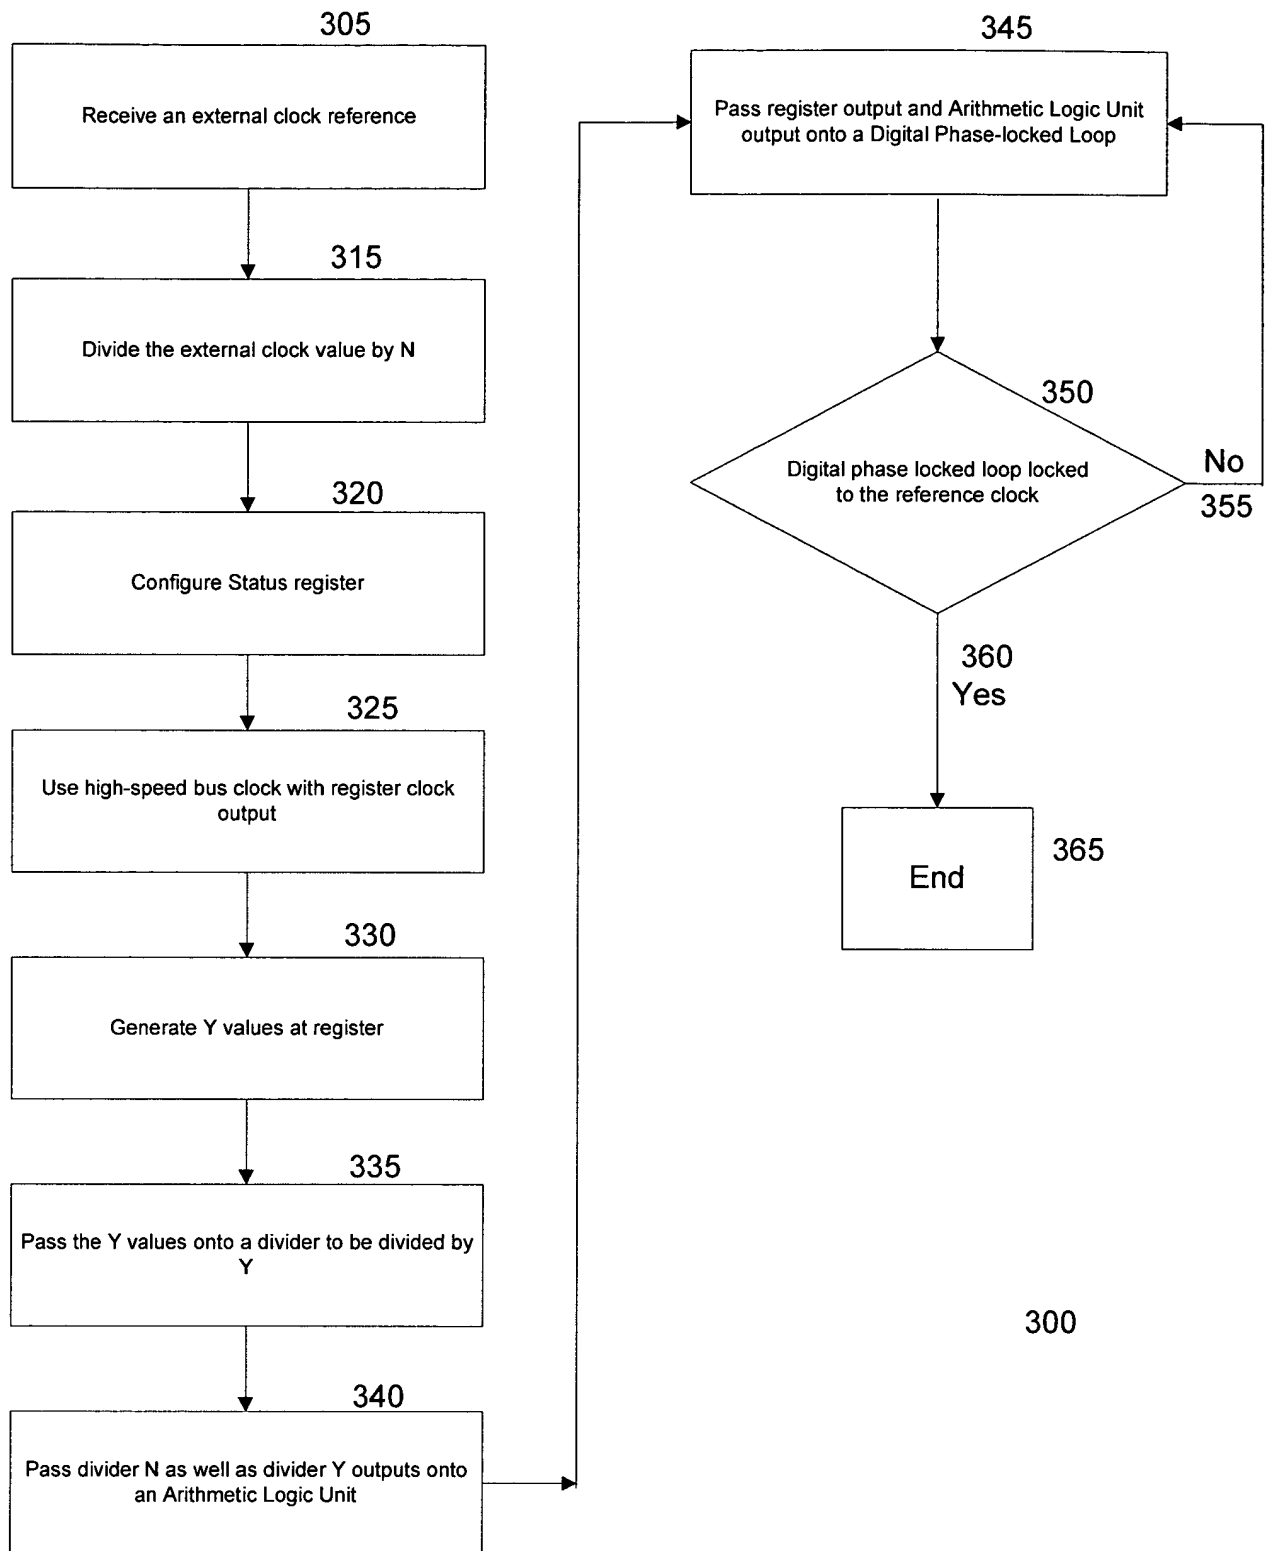 305
Receive an external clock reference
315
Divide the external clock value by N
320
Configure Status register
325
Use high-speed bus clock with register clock
output
330
Generate Y values at register
335
Pass the Y values onto a divider to be divided by
Y
340
Pass divider N as well as divider Y outputs onto
an Arithmetic Logic Unit
345
Pass register output and Arithmetic Logic Unit
output onto a Digital Phase-locked Loop
350
Digital phase locked loop locked
to the reference clock
No
355
360
Yes
End
365
300